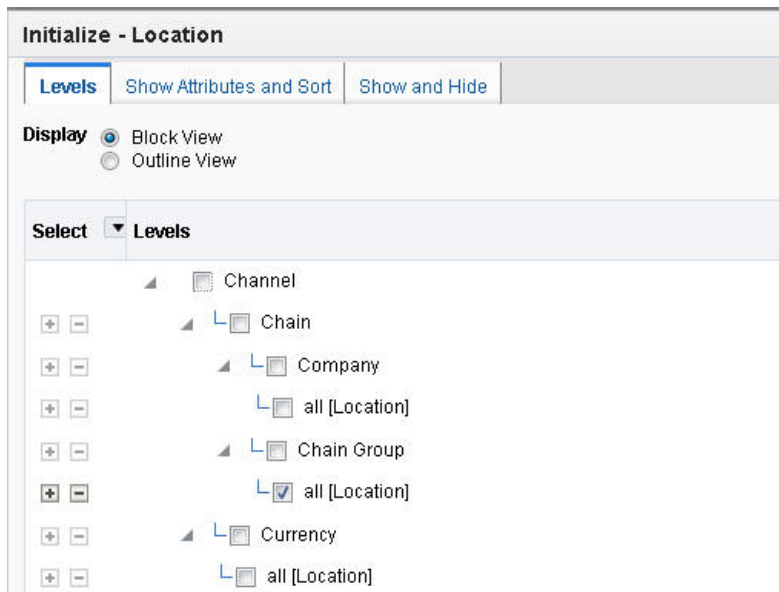 Initialize - Location
Levels Show Attributes and Sort Show and Hide
Display Block View
Outline View
Select Levels
Channel
Chain
Company
all [Location]
Chain Group
all [Location]
Currency
all [Location]